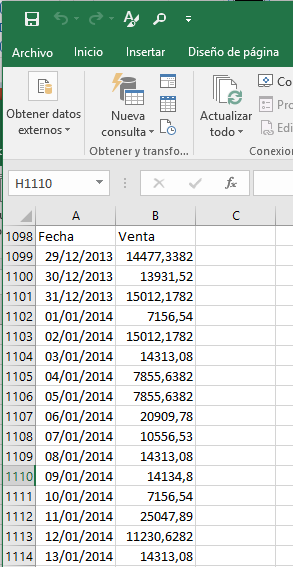 Archivo Inicio Insertar Diseño de página
Obtener datos externos
Nueva consulta
Actualizar todo
Co
Pro
Edi
Obtener y transfo...
Conexion
H1110 fx
A B C
1098 Fecha Venta
1099 29/12/2013 14477,3382
1100 30/12/2013 13931,52
1101 31/12/2013 15012,1782
1102 01/01/2014 7156,54
1103 02/01/2014 15012,1782
1104 03/01/2014 14313,08
1105 04/01/2014 7855,6382
1106 05/01/2014 7855,6382
1107 06/01/2014 20909,78
1108 07/01/2014 10556,53
1109 08/01/2014 14313,08
1110 09/01/2014 14134,8
1111 10/01/2014 7156,54
1112 11/01/2014 25047,89
1113 12/01/2014 11230,6282
1114 13/01/2014 14313,08